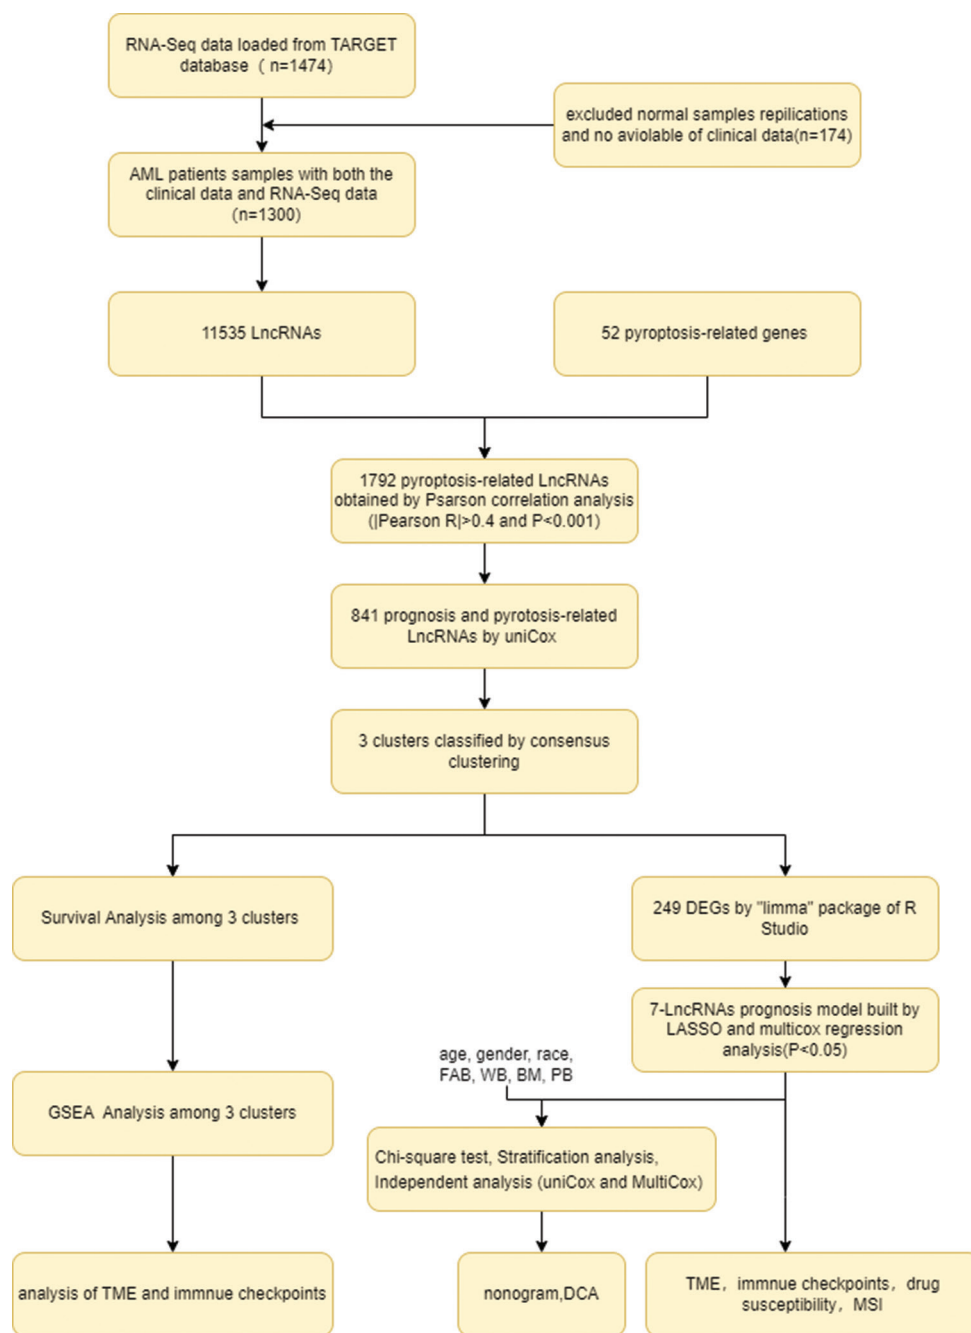 RNA-Seq data loaded from TARGET
database（ n=1474)
excluded normal samples repilications
and no aviolable of clinical data(n=174)
AML patients samples with both the
clinical data and RNA-Seq data
（n=1300)
11535 LncRNAs
52 pyroptosis-related genes
1792 pyroptosis-related LncRNAs
obtained by Psarson correlation analysis
(|Pearson R|>0.4 and P<0.001)
841 prognosis and pyrotosis-related
LncRNAs by uniCox
3 clusters classified by consensus
clustering
Survival Analysis among 3 clusters
249 DEGs by "limma" package of R
Studio
7-LncRNAs prognosis model built by
LASSO and multicox regression
analysis(P<0.05)
age, gender, race,
FAB, WB, BM, PB
GSEA Analysis among 3 clusters
Chi-square test, Stratification analysis,
Independent analysis (uniCox and MultiCox)
analysis of TME and immnue checkpoints
nonogram,DCA
TME，immnue checkpoints，drug
susceptibility，MSI